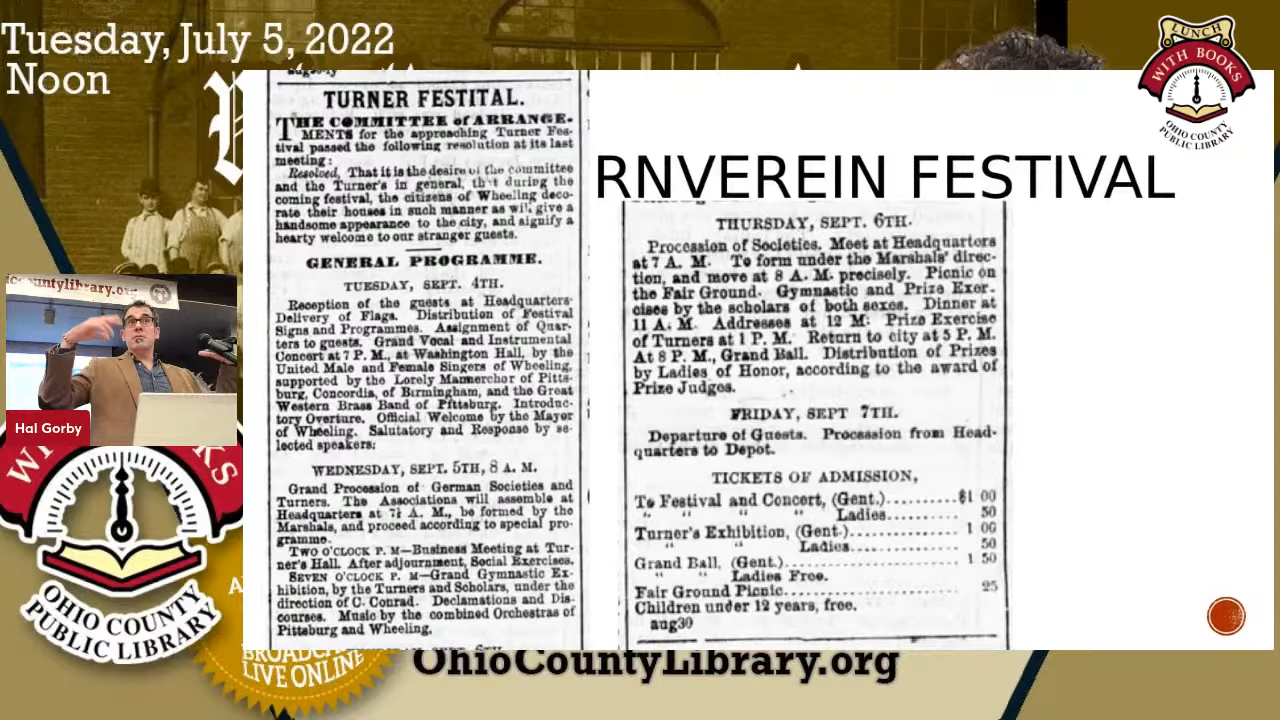 Tuesday, July 5, 2022
Noon
LUNCH
WITH BOOKS
OHIO COUNTY
PUBLIC LIBRARY
TURNER FESTITAL.
THE COMMITTEE of ARRANGE-
MENTS for the approaching Turner Fes-
tival passed the following resolution at its last
meeting:
Resolved, That it is the desire of the committee
and the Turner's in general, that during the
coming festival, the citizens of Wheeling deco-
rate their houses in such manner as will give a
handsome appearance to the city, and signify a
hearty welcome to our stranger guests.
GENERAL PROGRAMME.
TUESDAY, SEPT. 4TH.
Reception of the guests at Headquarters
Delivery of Flags. Distribution of Festival
Signs and Programmes. Assignment of Quar-
ters to guests. Grand Vocal and Instrumental
Concert at 7 P. M., at Washington Hall, by the
United Male and Female Singers of Wheeling,
supported by the Lorely Mannerchor of Pitts-
burg, Concordia, of Birmingham, and the Great
Western Brass Band of Pittsburg. Introduc-
tory Overture. Official Welcome by the Mayor
of Wheeling. Salutatory and Response by se-
lected speakers;
WEDNESDAY, SEPT. 5TH, 8 A. M.
Grand Procession of German Societies and
Turners. The Associations will assemble at
Headquarters at 7½ A. M., be formed by the
Marshals, and proceed according to special pro-
gramme.
TWO O'CLOCK P. M—Business Meeting at Tur-
ner's Hall. After adjournment, Social Exercises.
SEVEN O'CLOCK P. M—Grand Gymnastic Ex-
hibition, by the Turners and Scholars, under the
direction of C. Conrad. Declamations and Dis-
courses. Music by the combined Orchestras of
Pittsburg and Wheeling,
RNVEREIN FESTIVAL
THURSDAY, SEPT. 6TH.
Procession of Societies. Meet at Headquarters
at 7 A. M. To form under the Marshals' direc-
tion, and move at 8 A. M. precisely. Picnic on
the Fair Ground. Gymnastic and Prize Exer-
cises by the scholars of both sexes. Dinner at
11 A. M. Addresses at 12 M. Prize Exercise
of Turners at 1 P. M. Return to city at 5 P. M.
At 8 P. M., Grand Ball. Distribution of Prizes
by Ladies of Honor, according to the award of
Prize Judges.
FRIDAY, SEPT 7TH.
Departure of Guests. Procession from Head-
quarters to Depot.
TICKETS OF ADMISSION,
To Festival and Concert, (Gent.)..........$1 00
" " " " Ladies.......... 50
Turner's Exhibition, (Gent.)................ 1 00
" " Ladies................ 50
Grand Ball, (Gent.)........................ 1 50
" " Ladies Free.
Fair Ground Picnic........................ 25
Children under 12 years, free.
aug30
ocountylibrary.org
Hal Gorby
WITH BOOKS
OHIO COUNTY
PUBLIC LIBRARY
BROADCAST
LIVE ONLINE
OhioCountyLibrary.org